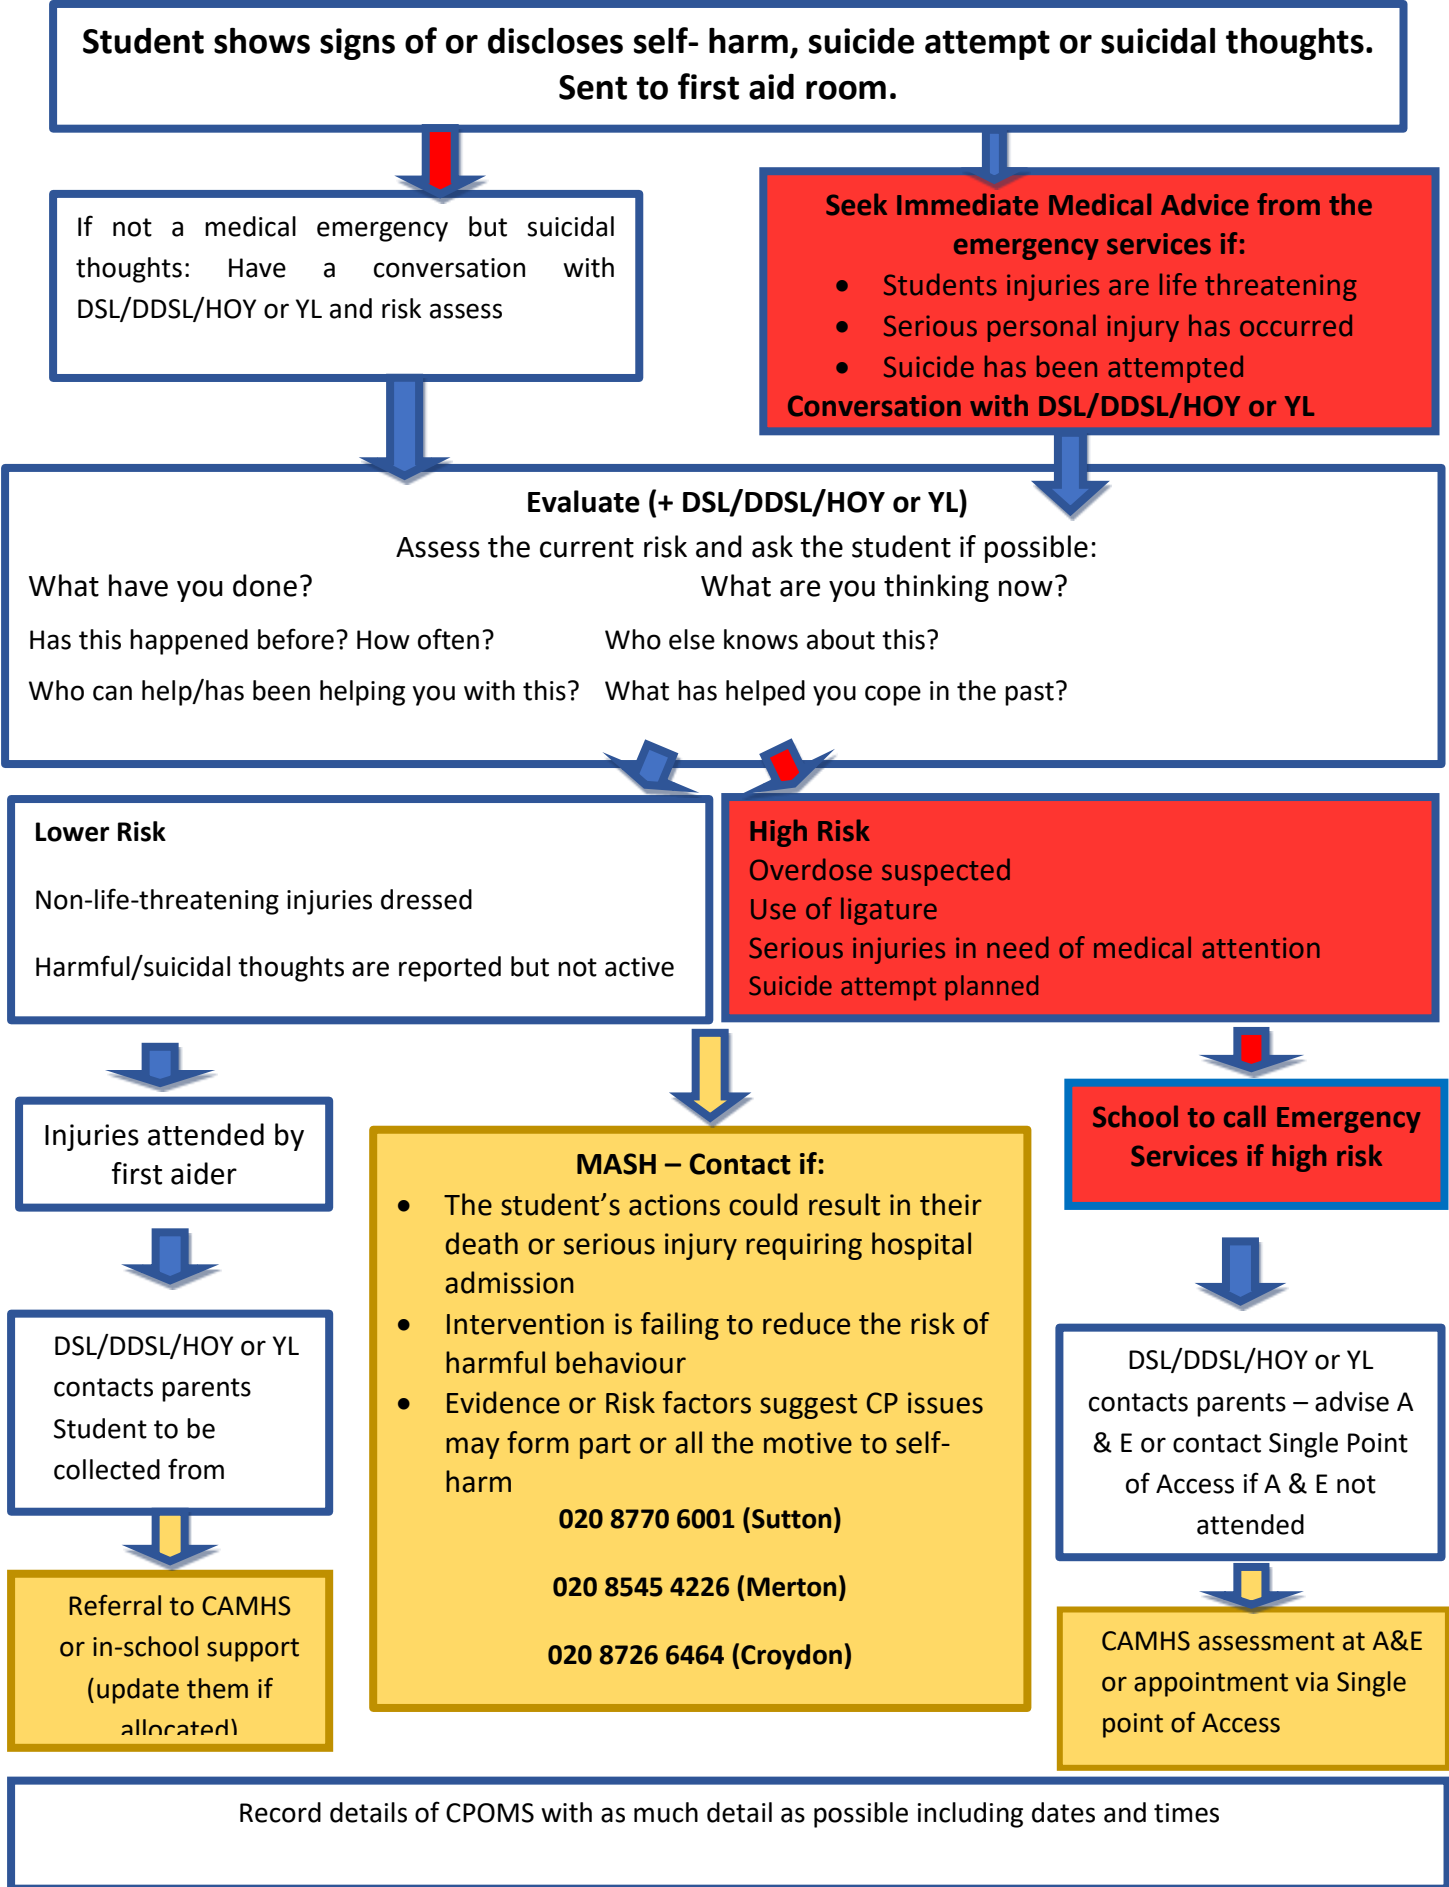 Student shows signs of or discloses self- harm, suicide attempt or suicidal thoughts.
Sent to first aid room.
If not a medical emergency but suicidal
thoughts: Have a conversation with
DSL/DDSL/HOY or YL and risk assess
Seek Immediate Medical Advice from the
emergency services if:
• Students injuries are life threatening
• Serious personal injury has occurred
• Suicide has been attempted
Conversation with DSL/DDSL/HOY or YL
Evaluate (+ DSL/DDSL/HOY or YL)
Assess the current risk and ask the student if possible:
What have you done? What are you thinking now?
Has this happened before? How often? Who else knows about this?
Who can help/has been helping you with this? What has helped you cope in the past?
Lower Risk
Non-life-threatening injuries dressed
Harmful/suicidal thoughts are reported but not active
High Risk
Overdose suspected
Use of ligature
Serious injuries in need of medical attention
Suicide attempt planned
Injuries attended by
first aider
DSL/DDSL/HOY or YL
contacts parents
Student to be
collected from
Referral to CAMHS
or in-school support
(update them if
allocated)
MASH – Contact if:
• The student’s actions could result in their
death or serious injury requiring hospital
admission
• Intervention is failing to reduce the risk of
harmful behaviour
• Evidence or Risk factors suggest CP issues
may form part or all the motive to self-
harm
020 8770 6001 (Sutton)
020 8545 4226 (Merton)
020 8726 6464 (Croydon)
School to call Emergency
Services if high risk
DSL/DDSL/HOY or YL
contacts parents – advise A
& E or contact Single Point
of Access if A & E not
attended
CAMHS assessment at A&E
or appointment via Single
point of Access
Record details of CPOMS with as much detail as possible including dates and times